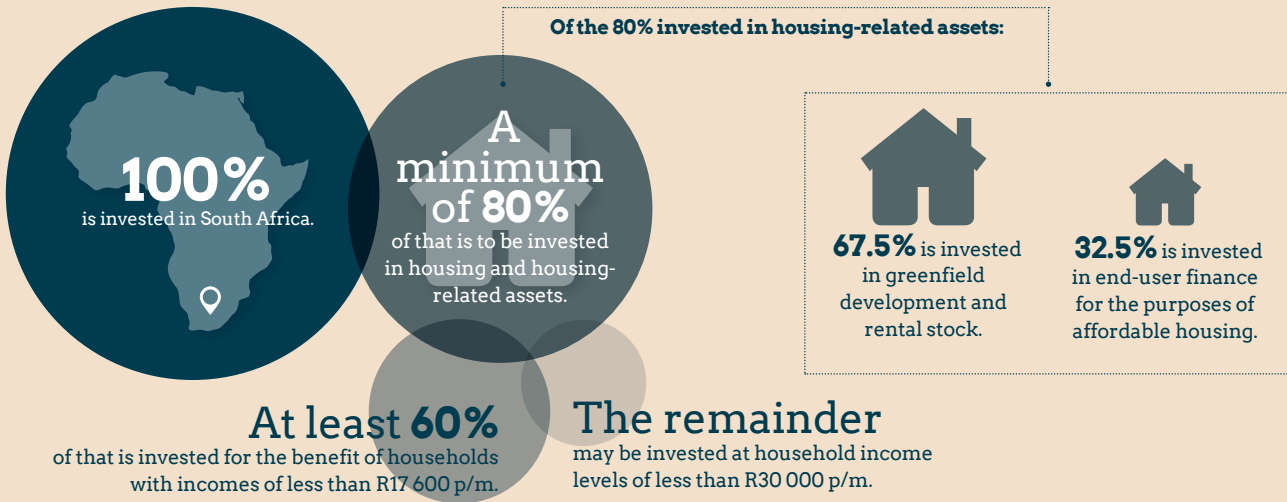 Of the 80% invested in housing-related assets:
100%
is invested in South Africa.
A
minimum
of 80%
of that is to be invested
in housing and housing-
related assets.
67.5% is invested
in greenfield
development and
rental stock.
32.5% is invested
in end-user finance
for the purposes of
affordable housing.
At least 60%
of that is invested for the benefit of households
with incomes of less than R17 600 p/m.
The remainder
may be invested at household income
levels of less than R30 000 p/m.